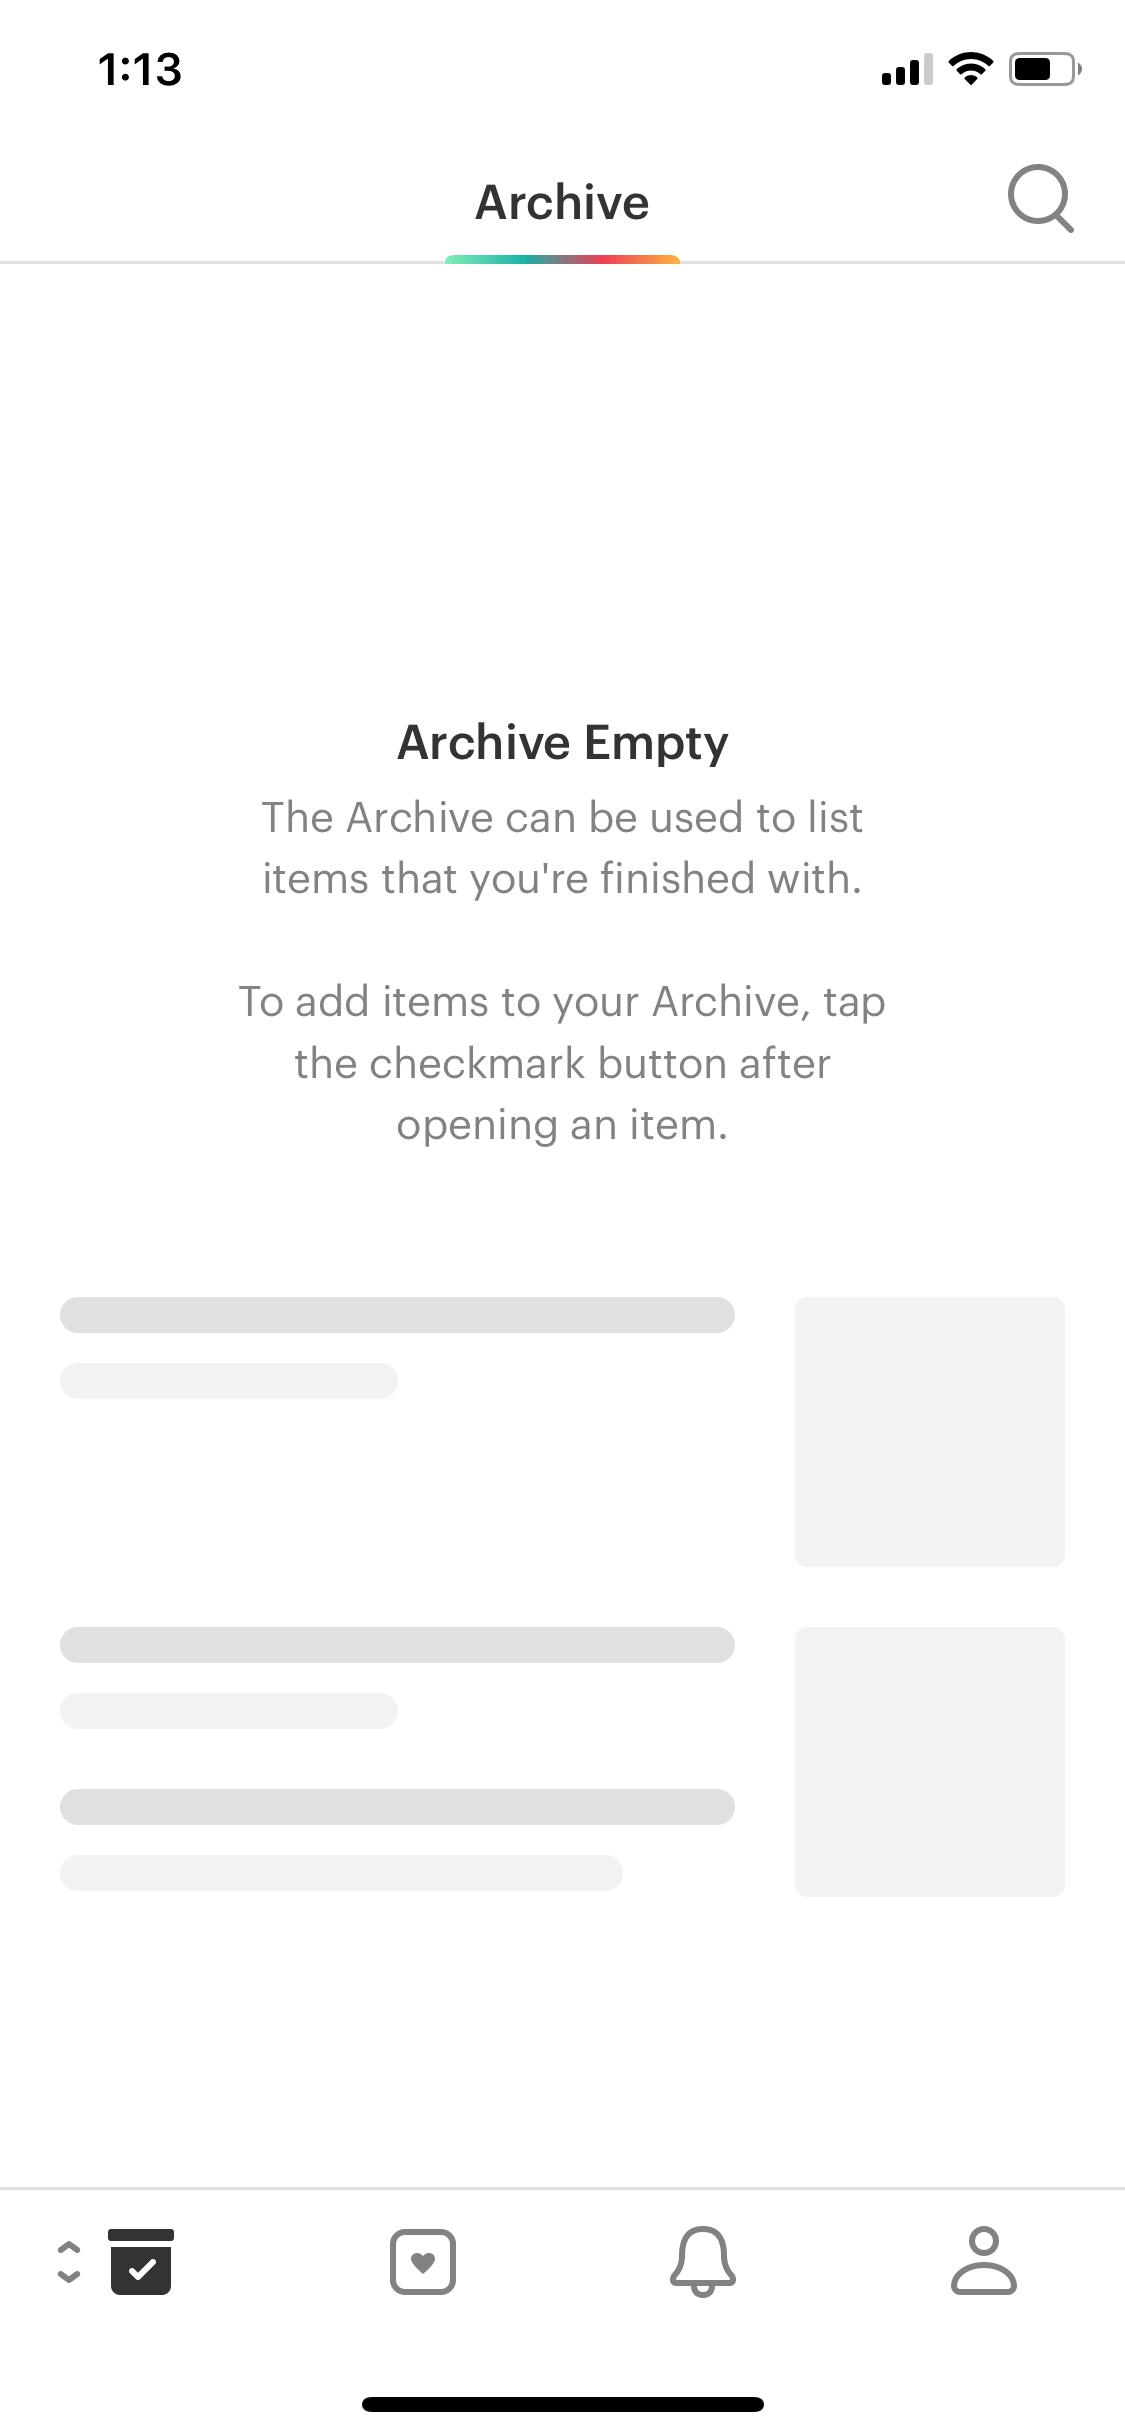 1:13
Archive
Archive Empty
The Archive can be used to list
items that you're finished with.
To add items to your Archive, tap
the checkmark button after
opening an item.